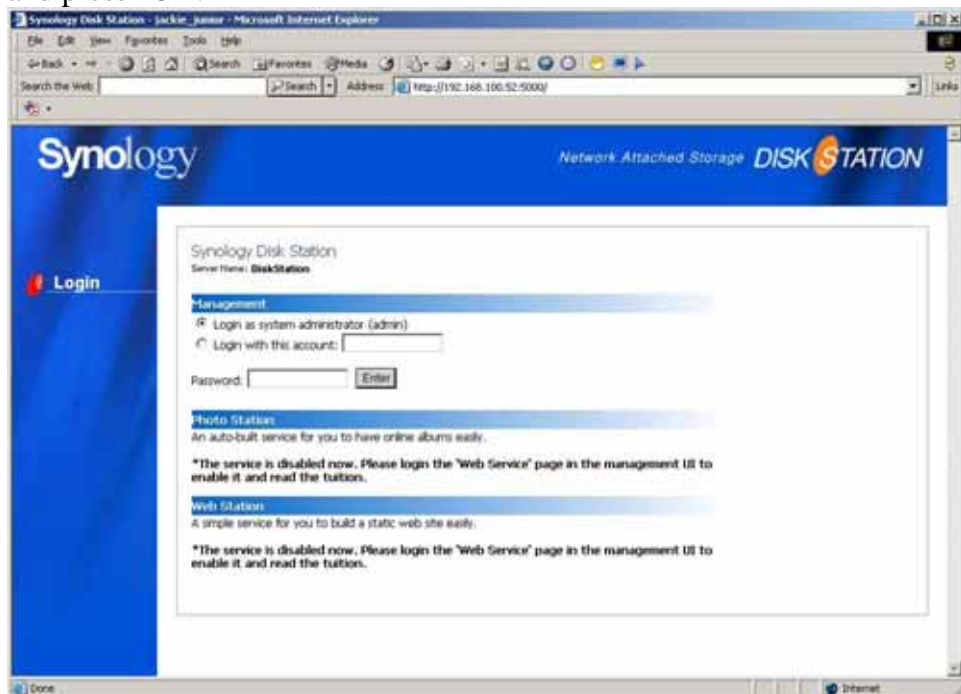 Synology Disk Station - jackie_junior - Microsoft Internet Explorer
File Edit View Favorites Tools Help
Back Search Favorites Media
Search the Web Search Address http://192.168.100.52:5000/ Links
Synology
Network Attached Storage DISK STATION
Login
Synology Disk Station
Server Name: DiskStation
Management
Login as system administrator (admin)
Login with this account:
Password: Enter
Photo Station
An auto-built service for you to have online albums easily.
*The service is disabled now. Please login the "Web Service" page in the management UI to
enable it and read the tuition.
Web Station
A simple service for you to build a static web site easily.
*The service is disabled now. Please login the "Web Service" page in the management UI to
enable it and read the tuition.
Done Internet